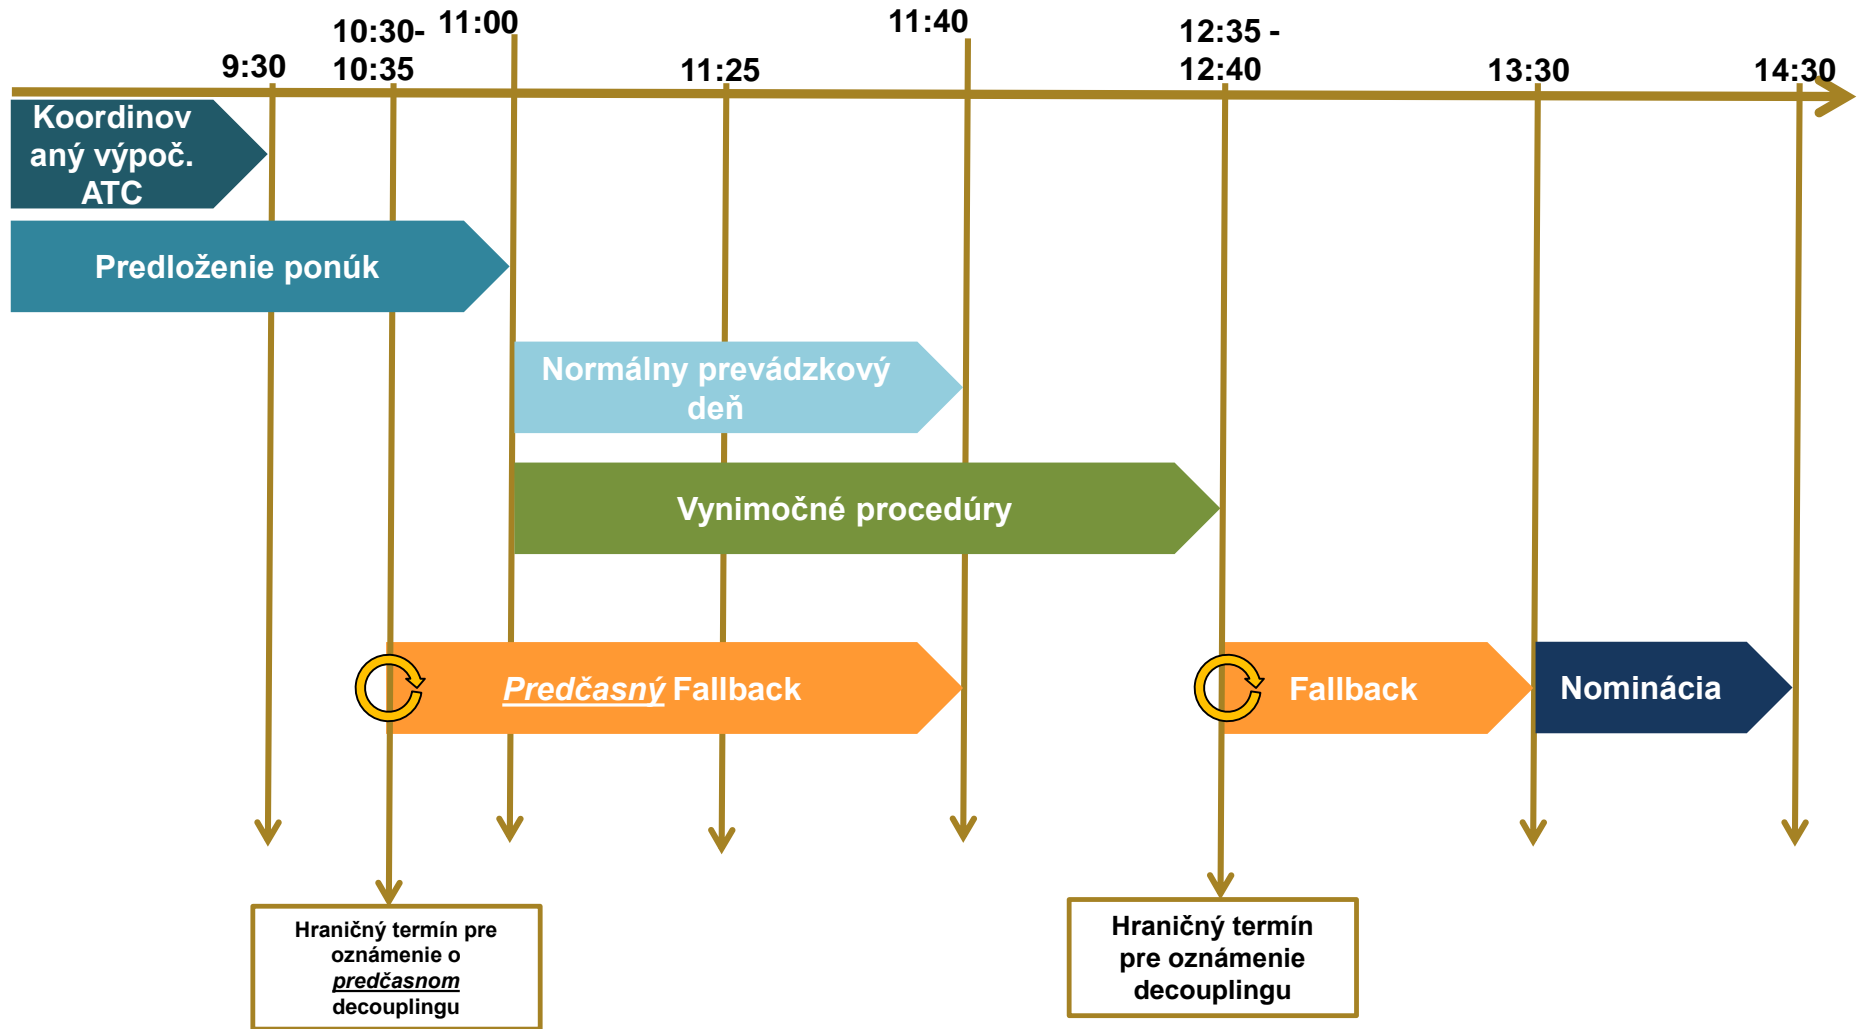 9:30
10:30-
10:35
11:00
11:25
11:40
12:35 -
12:40
13:30
14:30
Koordinov
aný výpoč.
ATC
Predloženie ponúk
Normálny prevádzkový
deň
Vynimočné procedúry
Predčasný Fallback
Fallback
Nominácia
Hraničný termín pre
oznámenie o
predčasnom
decouplingu
Hraničný termín
pre oznámenie
decouplingu